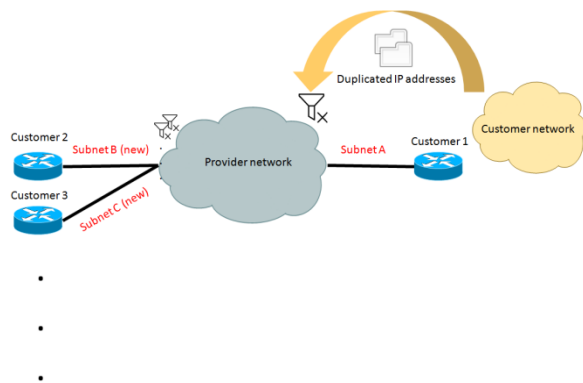 Duplicated IP addresses
Customer network
Customer 2
Subnet B (new)
Provider network
Subnet A
Customer 1
Customer 3
Subnet C (new)